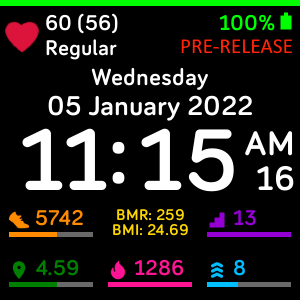 60 (56) 100%
Regular PRE-RELEASE
Wednesday
05 January 2022
11:15 AM
16
5742 BMR: 259 13
BMI: 24.69
4.59 1286 8